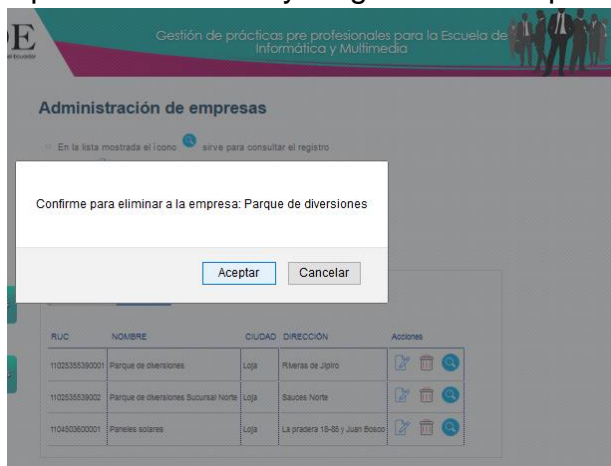 Gestión de prácticas pre profesionales para la Escuela de
Informática y Multimedia
Administración de empresas
En la lista mostrada el ícono sirve para consultar el registro
Confirme para eliminar a la empresa: Parque de diversiones
Aceptar Cancelar
RUC NOMBRE CIUDAD DIRECCIÓN Acciones
Parque de diversiones Loja Riveras de Jipiro
1102535539002 Parque de diversiones Sucursal Norte Loja Sauces Norte
1104503600001 Paneles solares Loja La pradera 18-85 y Juan Bosco